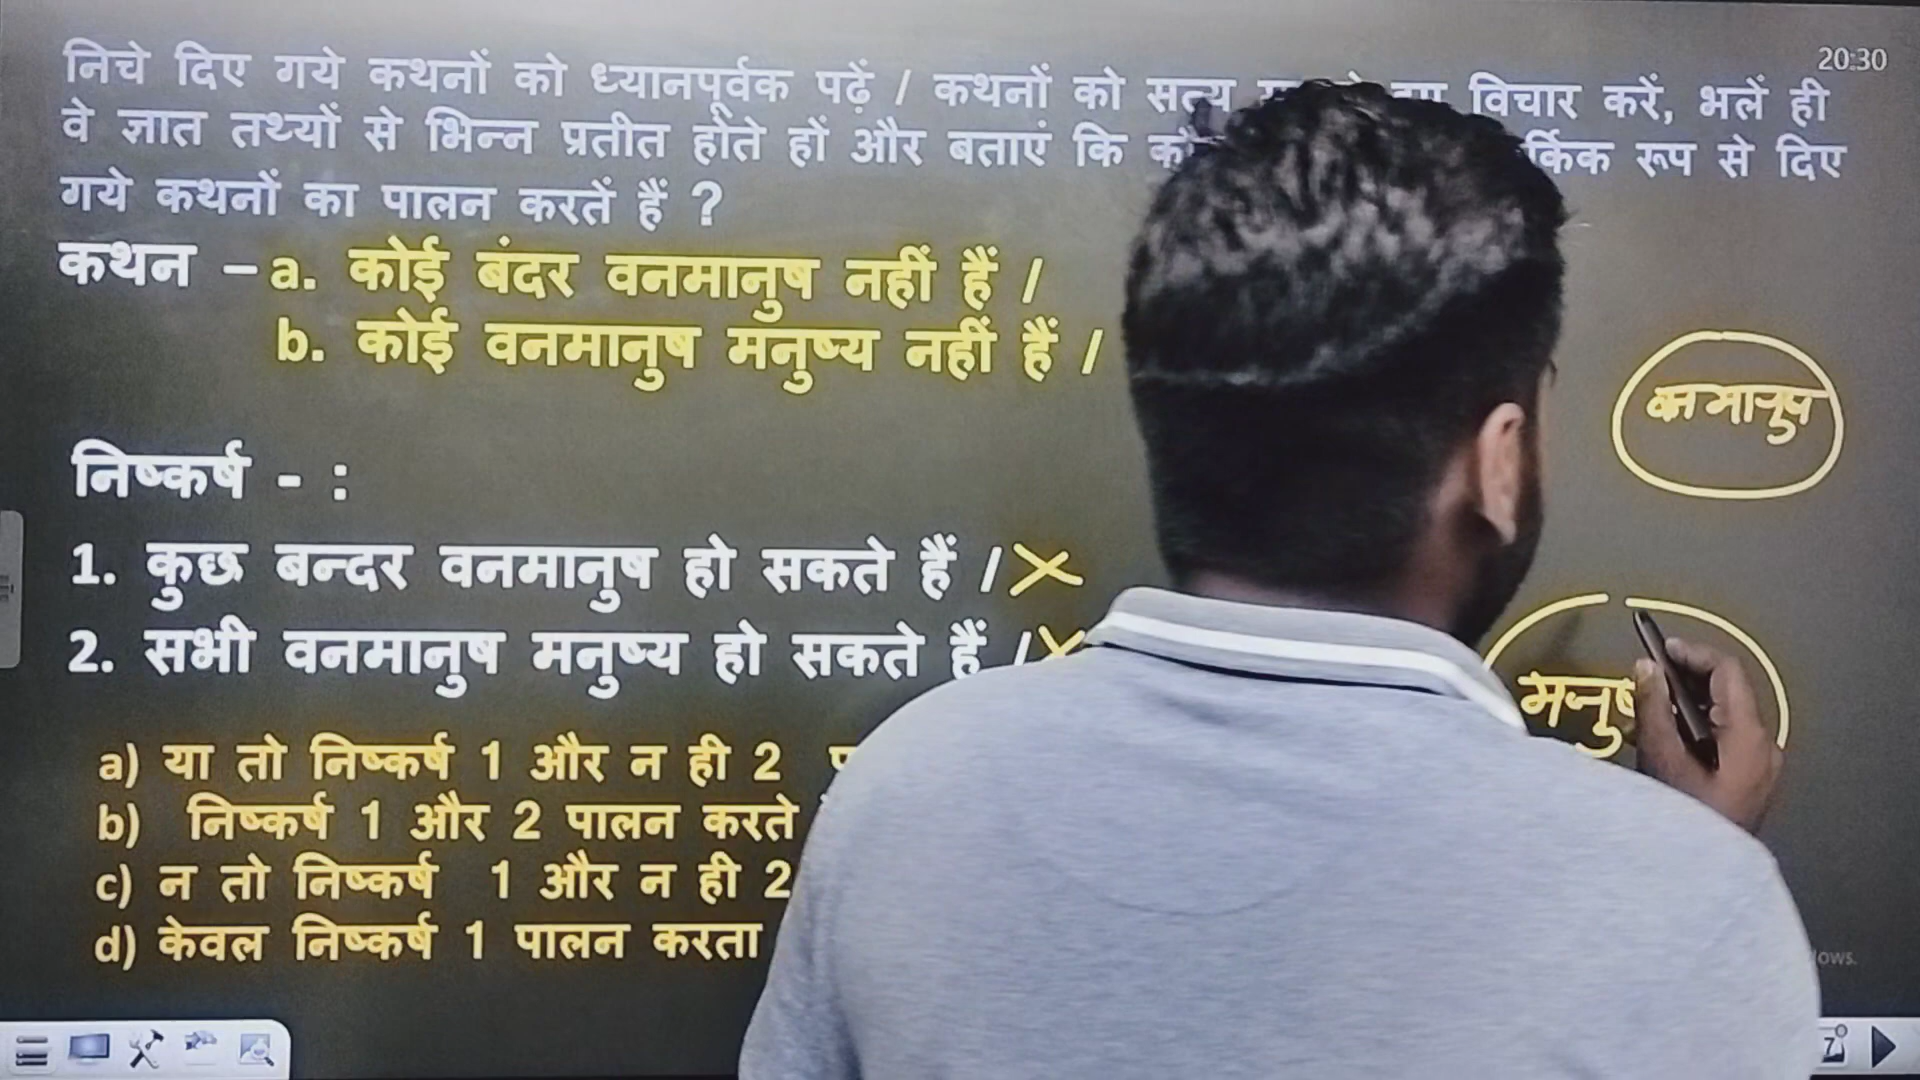 20:30
निचे दिए गये कथनों को ध्यानपूर्वक पढ़ें / कथनों को सत्य विचार करें, भलें ही
वे ज्ञात तथ्यों से भिन्न प्रतीत होते हों और बताएं कि रूप से दिए
गये कथनों का पालन करतें हैं ?
कथन – a. कोई बंदर वनमानुष नहीं हैं /
b. कोई वनमानुष मनुष्य नहीं हैं /
वनमानुष
निष्कर्ष - :
1. कुछ बन्दर वनमानुष हो सकते हैं / ×
2. सभी वनमानुष मनुष्य हो सकते हैं /
a) या तो निष्कर्ष 1 और न ही 2
b) निष्कर्ष 1 और 2 पालन करते
c) न तो निष्कर्ष 1 और न ही 2
d) केवल निष्कर्ष 1 पालन करता